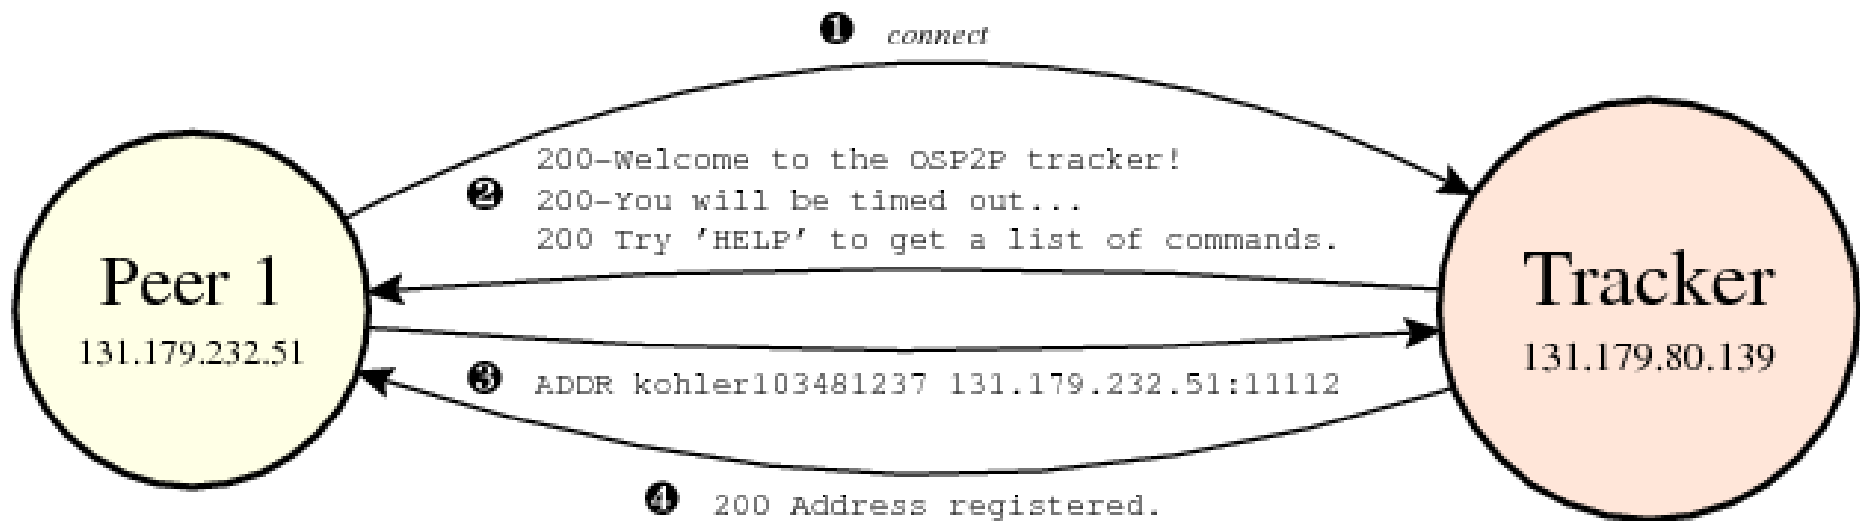 ❶ connect
200-Welcome to the OSP2P tracker!
❷ 200-You will be timed out...
200 Try 'HELP' to get a list of commands.
Peer 1
131.179.232.51
Tracker
131.179.80.139
❸ ADDR kohler103481237 131.179.232.51:11112
❹ 200 Address registered.